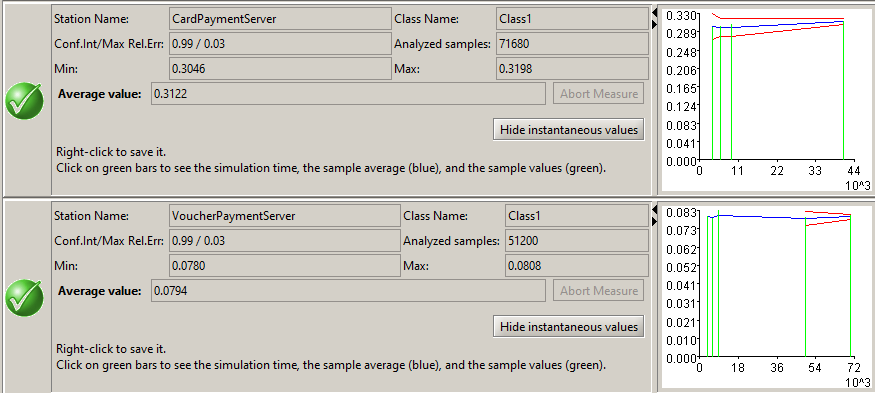 Station Name: CardPaymentServer Class Name: Class1
Conf.Int/Max Rel.Err: 0.99 / 0.03 Analyzed samples: 71680
Min: 0.3046 Max: 0.3198
Average value: 0.3122 Abort Measure
Hide instantaneous values
Right-click to save it.
Click on green bars to see the simulation time, the sample average (blue), and the sample values (green).
0.330
0.289
0.248
0.206
0.165
0.124
0.083
0.041
0.000
0 11 22 33 44
10^3
Station Name: VoucherPaymentServer Class Name: Class1
Conf.Int/Max Rel.Err: 0.99 / 0.03 Analyzed samples: 51200
Min: 0.0780 Max: 0.0808
Average value: 0.0794 Abort Measure
Hide instantaneous values
Right-click to save it.
Click on green bars to see the simulation time, the sample average (blue), and the sample values (green).
0.083
0.073
0.062
0.052
0.041
0.031
0.021
0.010
0.000
0 18 36 54 72
10^3